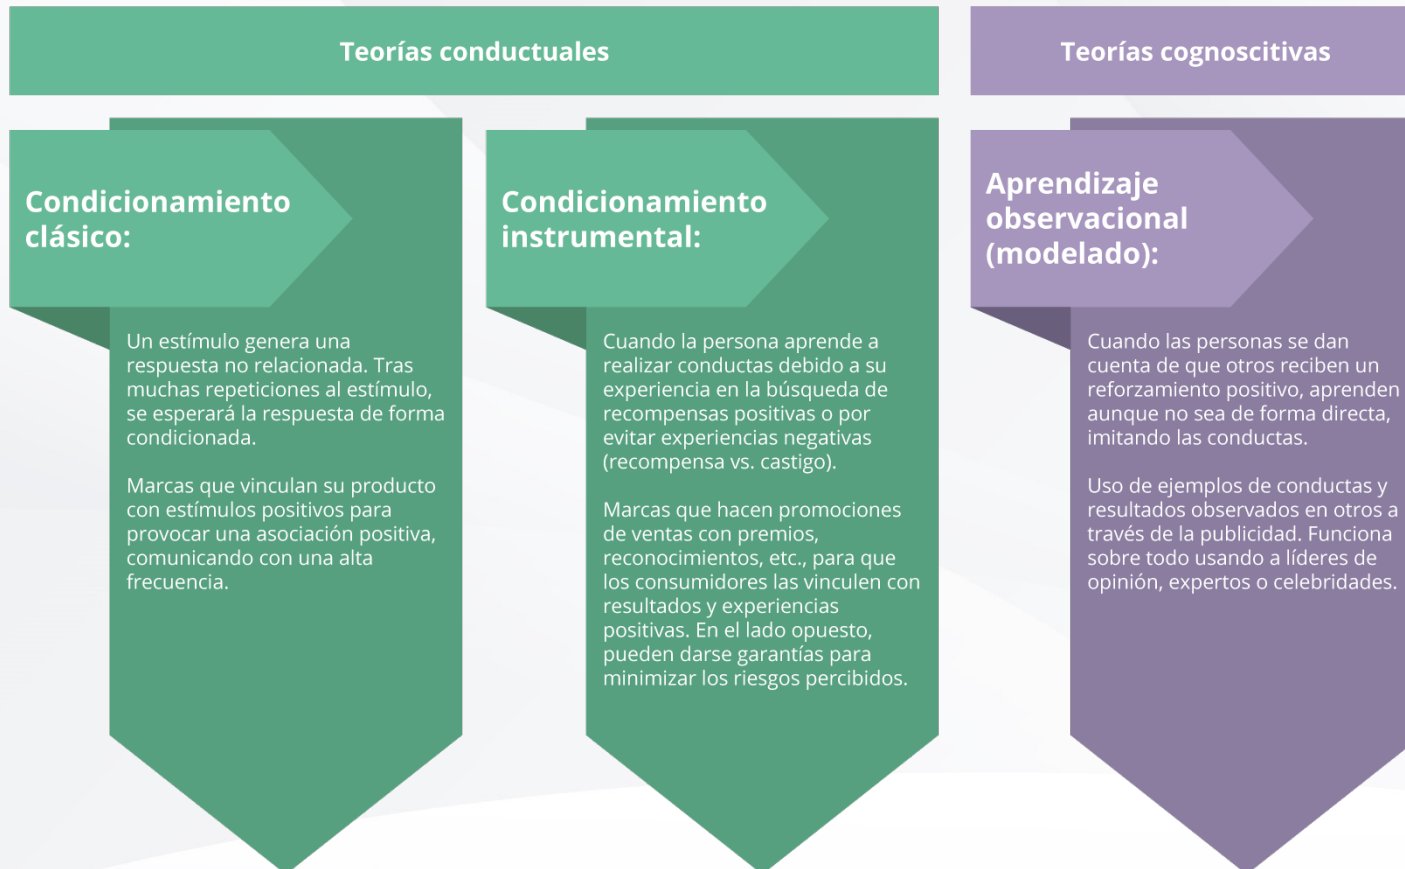 Teorías conductuales
Condicionamiento
clásico:
Un estímulo genera una
respuesta no relacionada. Tras
muchas repeticiones al estímulo,
se esperará la respuesta de forma
condicionada.
Marcas que vinculan su producto
con estímulos positivos para
provocar una asociación positiva,
comunicando con una alta
frecuencia.
Condicionamiento
instrumental:
Cuando la persona aprende a
realizar conductas debido a su
experiencia en la búsqueda de
recompensas positivas o por
evitar experiencias negativas
(recompensa vs. castigo).
Marcas que hacen promociones
de ventas con premios,
reconocimientos, etc., para que
los consumidores las vinculen con
resultados y experiencias
positivas. En el lado opuesto,
pueden darse garantías para
minimizar los riesgos percibidos.
Teorías cognoscitivas
Aprendizaje
observacional
(modelado):
Cuando las personas se dan
cuenta de que otros reciben un
reforzamiento positivo, aprenden
aunque no sea de forma directa,
imitando las conductas.
Uso de ejemplos de conductas y
resultados observados en otros a
través de la publicidad. Funciona
sobre todo usando a líderes de
opinión, expertos o celebridades.